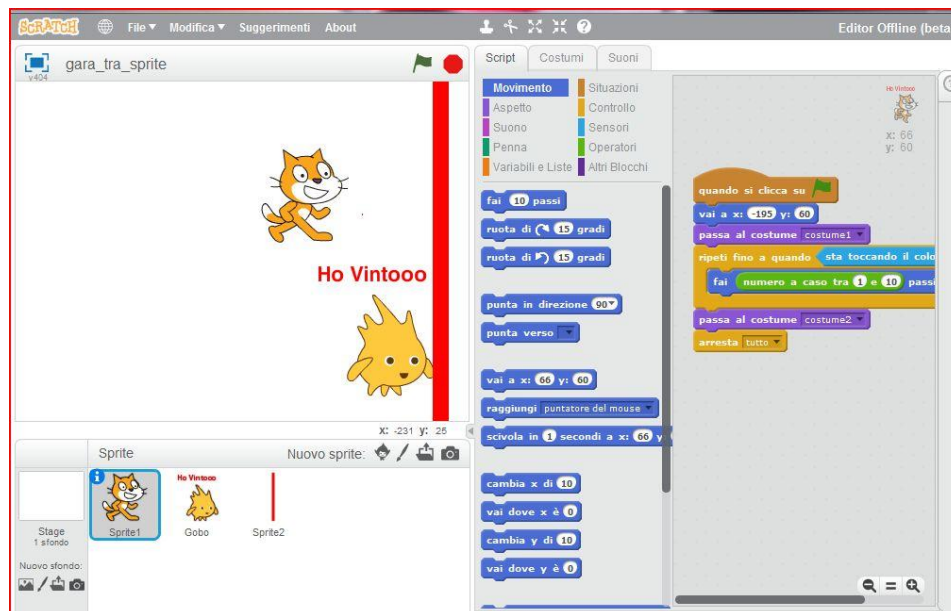 SCRATCH File Modifica Suggerimenti About Editor Offline (beta
v404 gara_tra_sprite
Ho Vintooo
x: -231 y: 25
Sprite Nuovo sprite:
Stage
1 sfondo
Nuovo sfondo:
Sprite1
Ho Vintooo
Gobo
Sprite2
Script Costumi Suoni
Movimento Situazioni
Aspetto Controllo
Suono Sensori
Penna Operatori
Variabili e Liste Altri Blocchi
fai 10 passi
ruota di 15 gradi
ruota di 15 gradi
punta in direzione 90
punta verso
vai a x: 66 y: 60
raggiungi puntatore del mouse
scivola in 1 secondi a x: 66 y
cambia x di 10
vai dove x è 0
cambia y di 10
vai dove y è 0
Ho Vintooo
x: 66
y: 60
quando si clicca su
vai a x: -195 y: 60
passa al costume costume1
ripeti fino a quando sta toccando il colo
fai numero a caso tra 1 e 10 passi
passa al costume costume2
arresta tutto